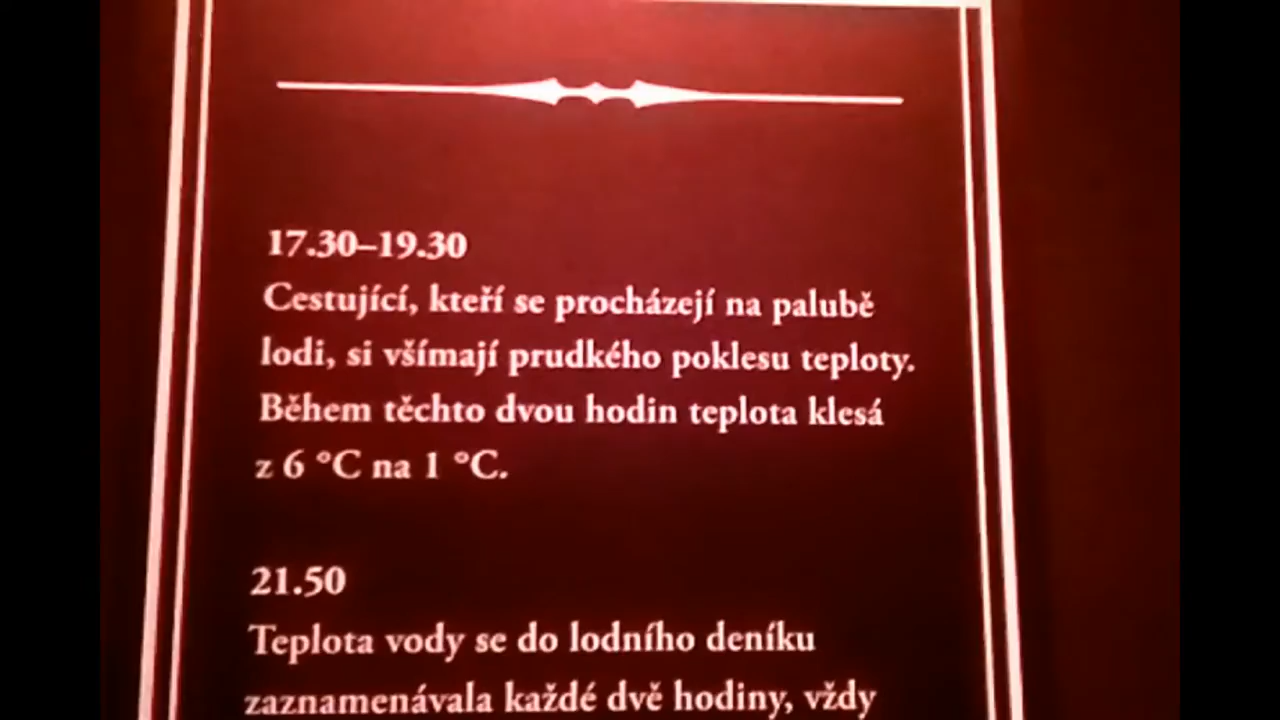 17.30–19.30
Cestující, kteří se procházejí na palubě
lodi, si všímají prudkého poklesu teploty.
Během těchto dvou hodin teplota klesá
z 6 °C na 1 °C.
21.50
Teplota vody se do lodního deníku
zaznamenávala každé dvě hodiny, vždy